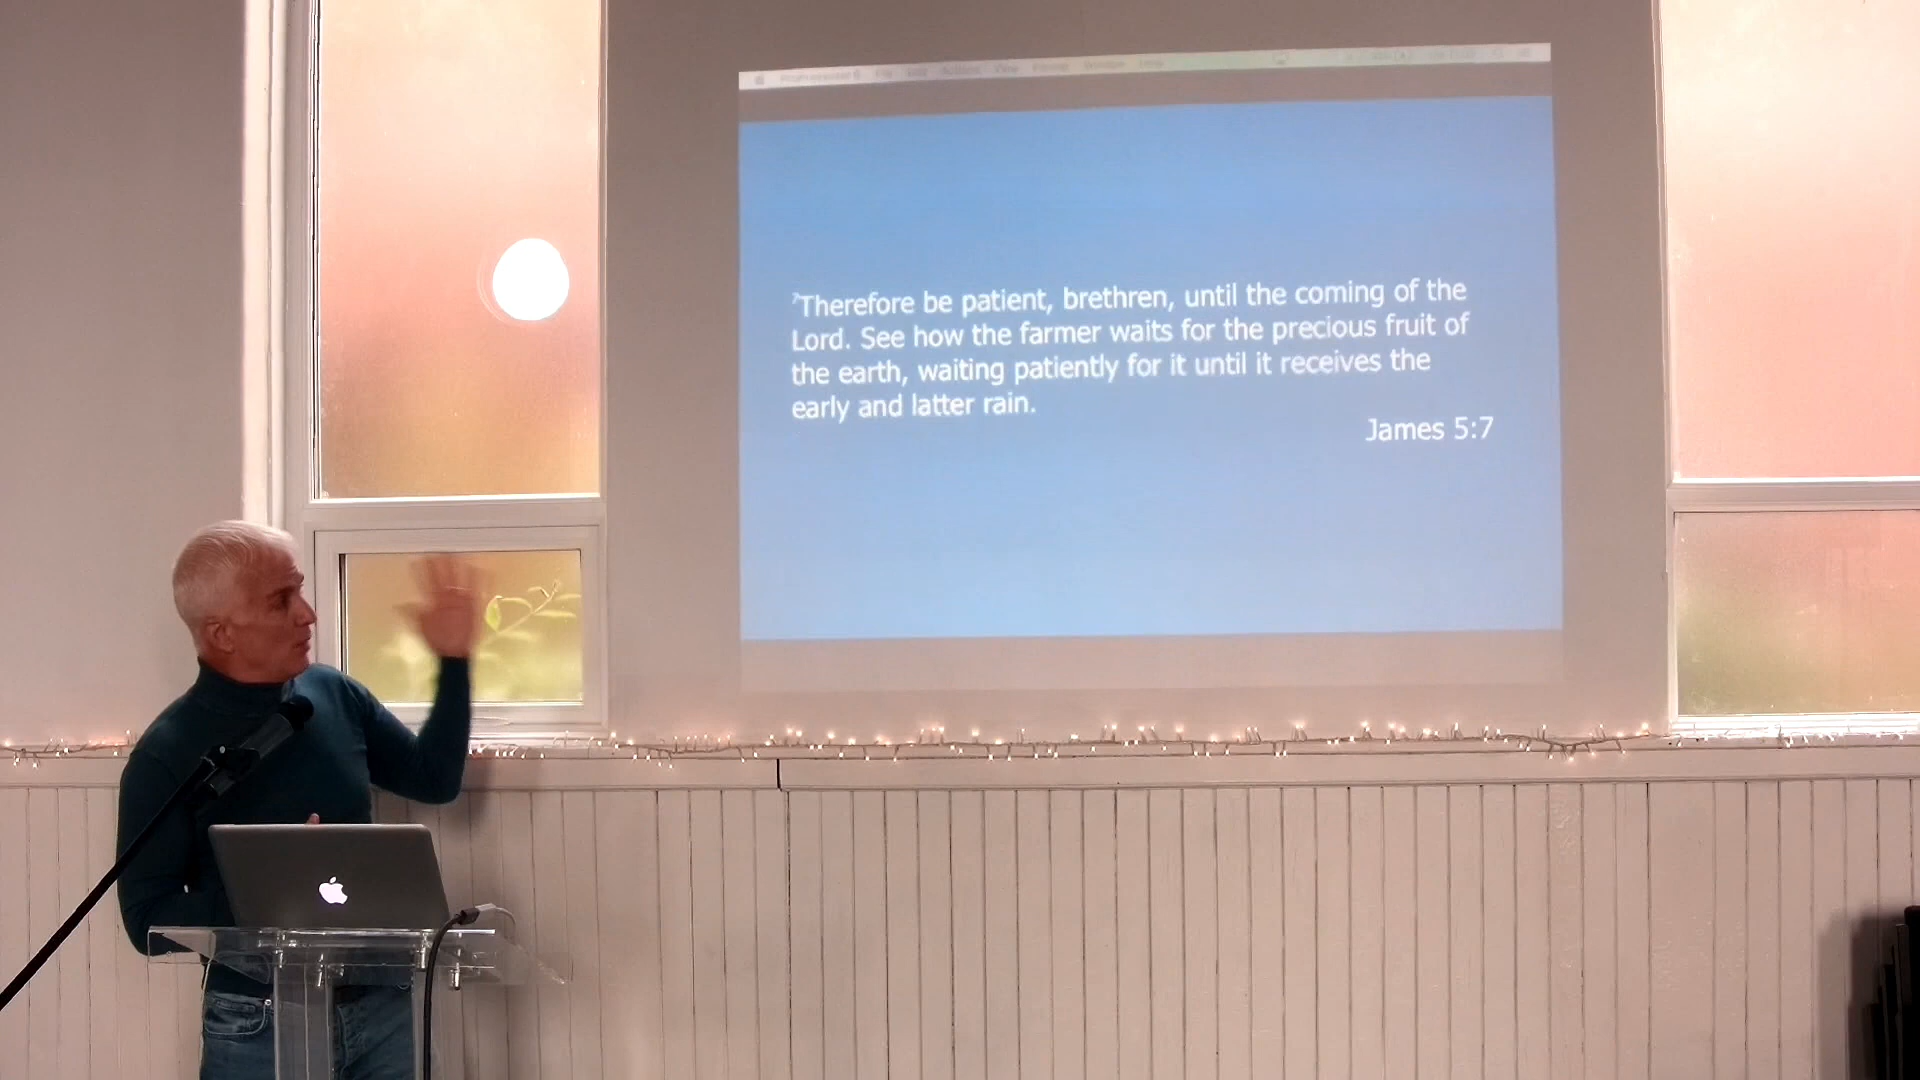 7Therefore be patient, brethren, until the coming of the
Lord. See how the farmer waits for the precious fruit of
the earth, waiting patiently for it until it receives the
early and latter rain.
James 5:7